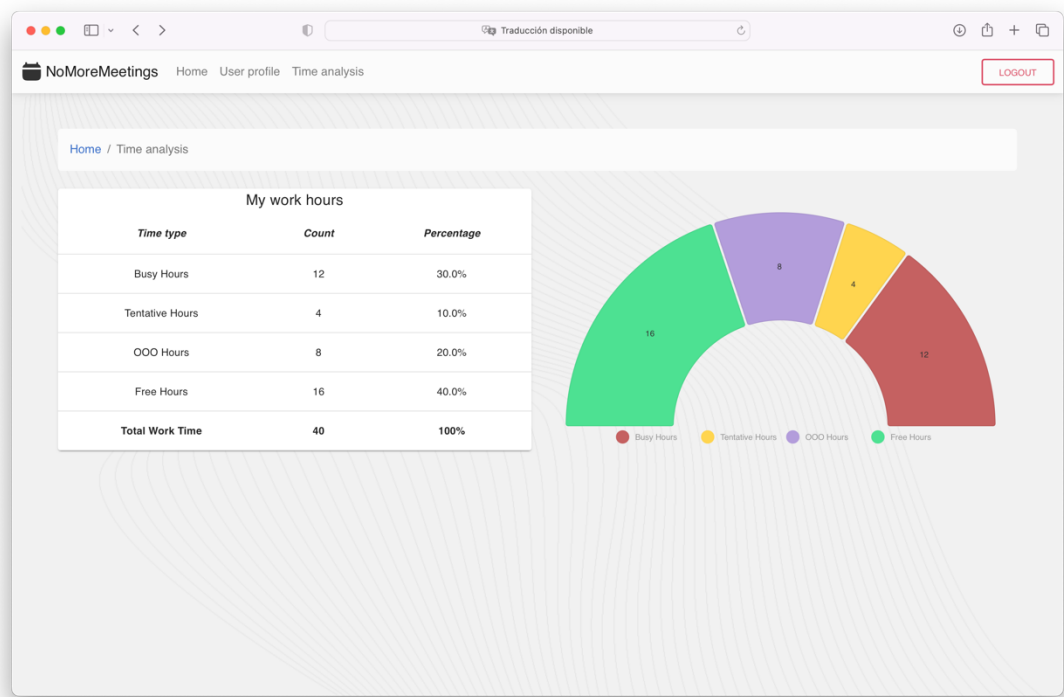 Traducción disponible
NoMoreMeetings Home User profile Time analysis LOGOUT
Home / Time analysis
My work hours
Time type Count Percentage
Busy Hours 12 30.0%
Tentative Hours 4 10.0%
OOO Hours 8 20.0%
Free Hours 16 40.0%
Total Work Time 40 100%
8
4
16
12
Busy Hours Tentative Hours OOO Hours Free Hours